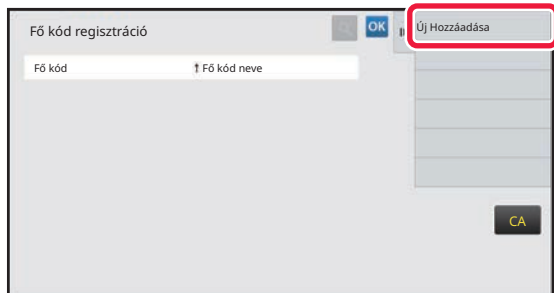 Fő kód regisztráció
OK
Új Hozzáadása
Fő kód
Fő kód neve
CA